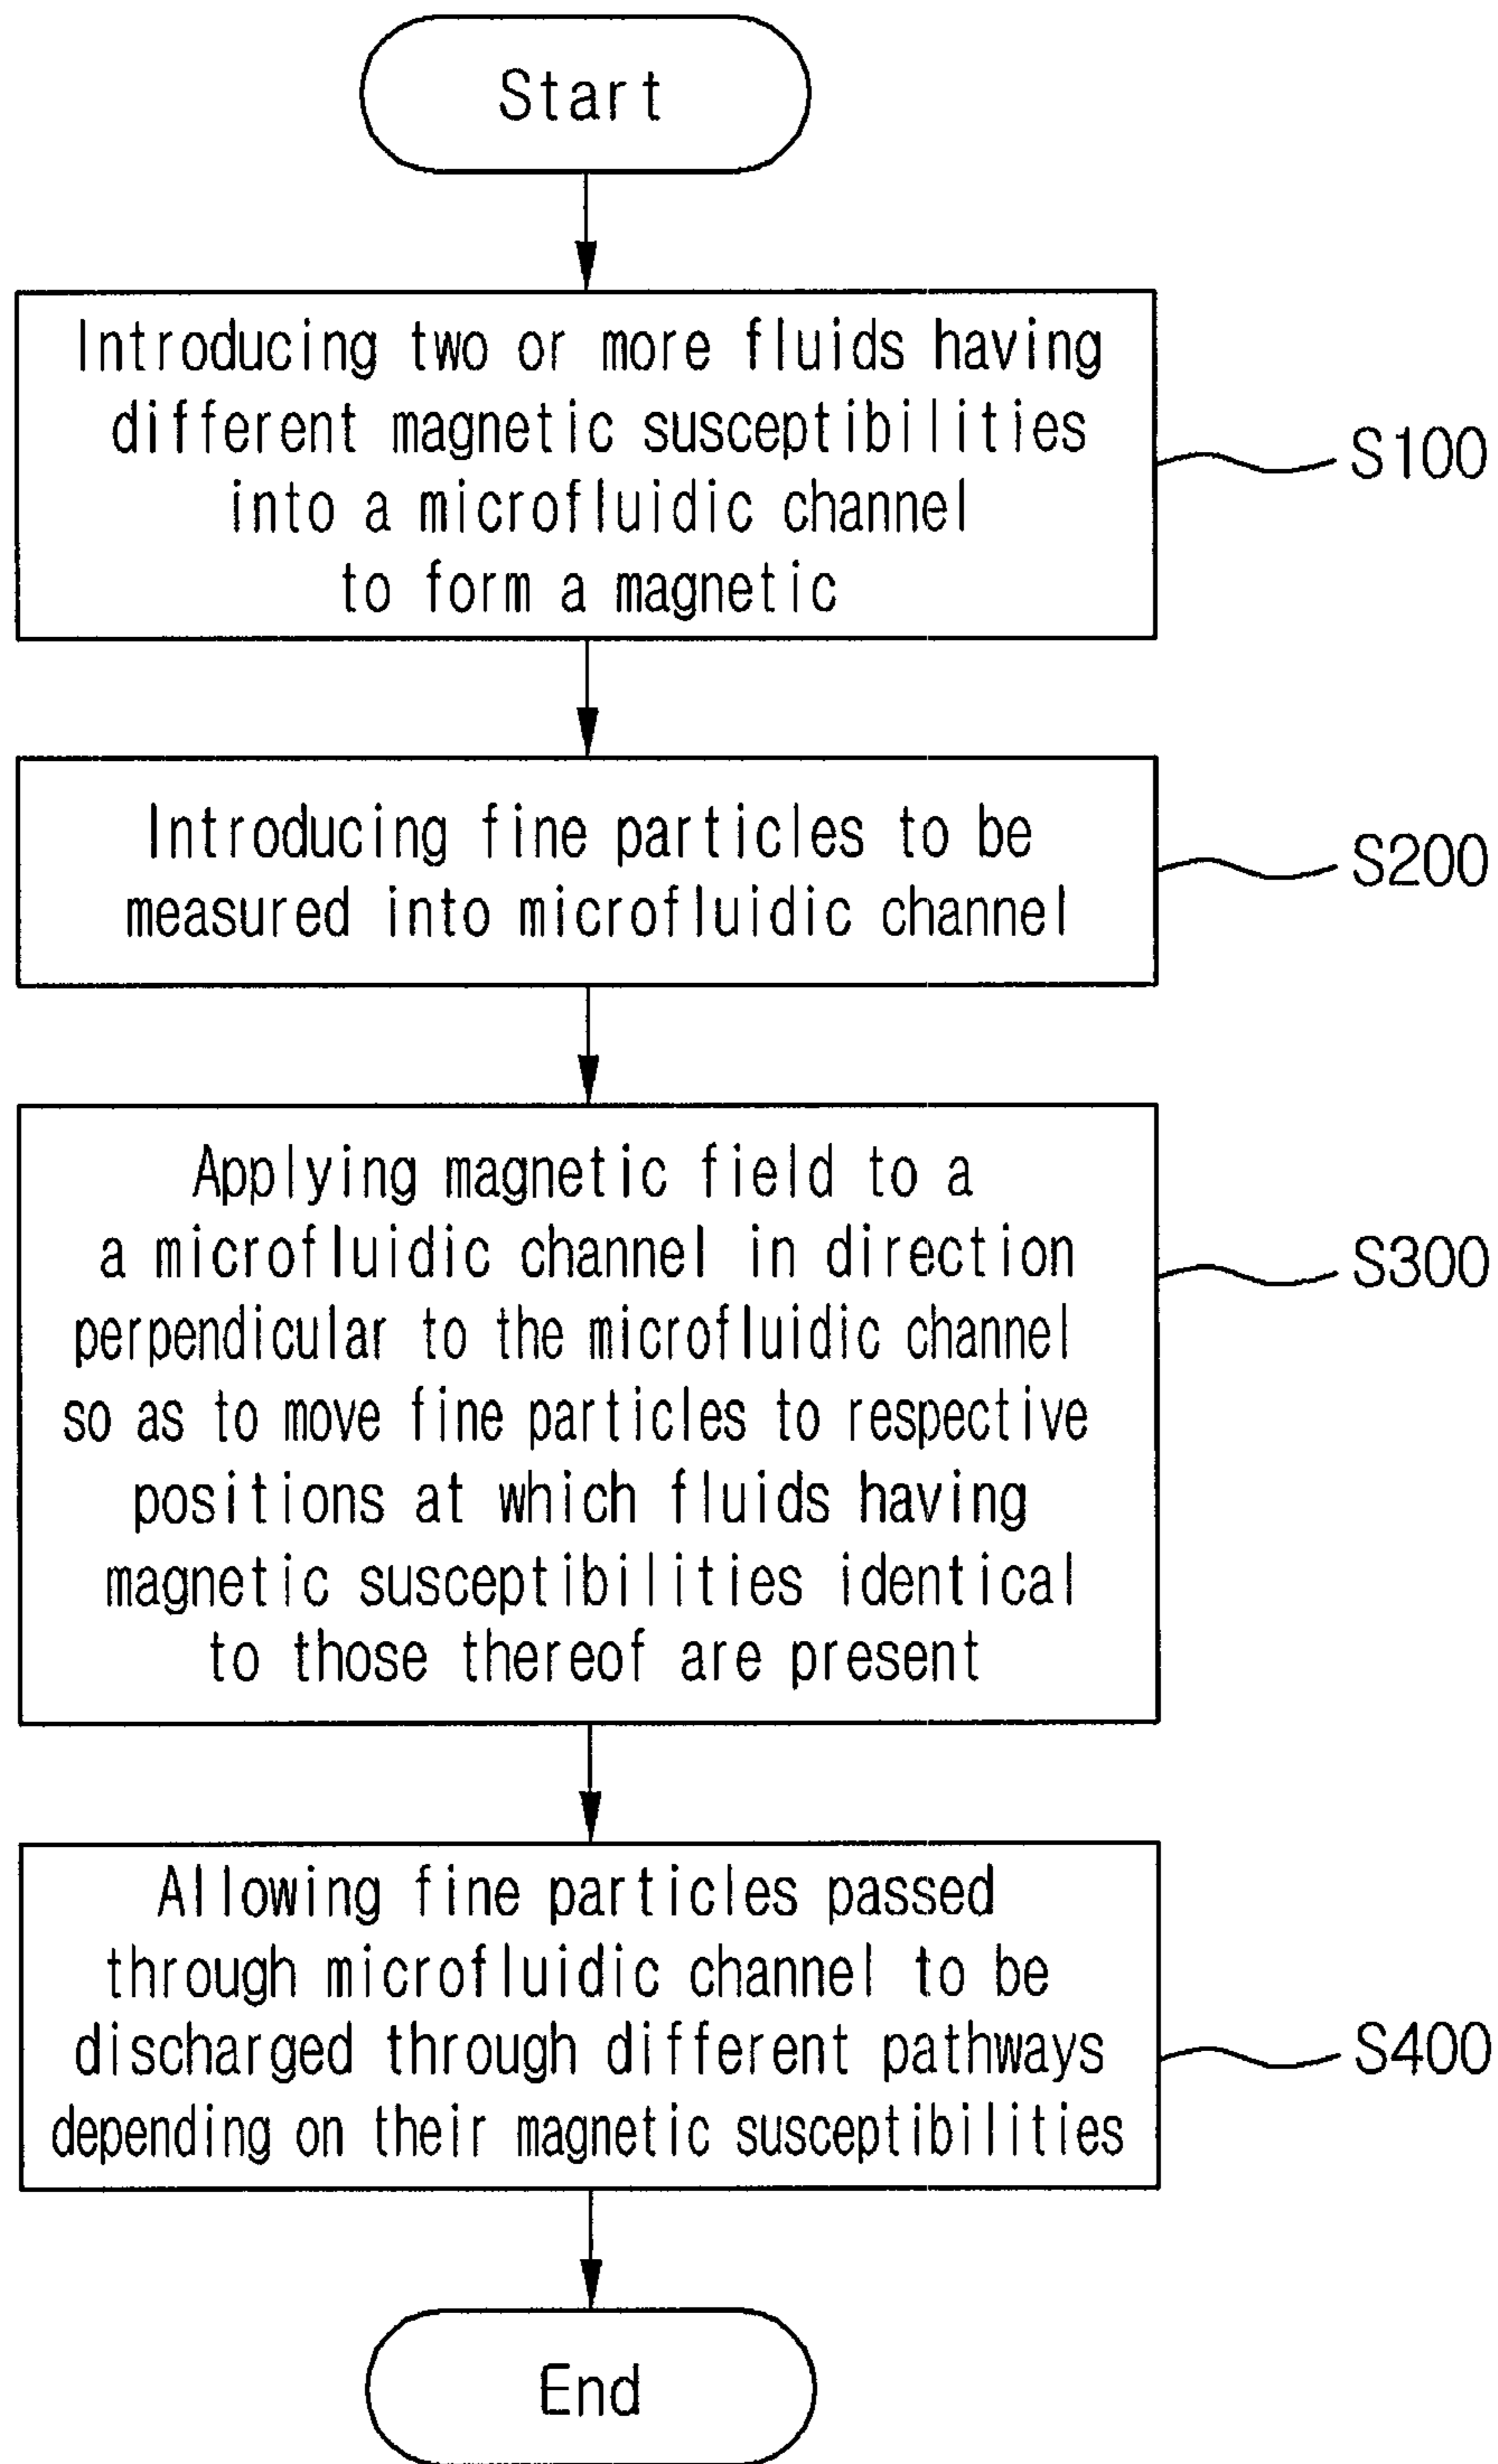 Start
Introducing two or more fluids having
different magnetic susceptibilities
into a microfluidic channel
to form a magnetic
S100
Introducing fine particles to be
measured into microfluidic channel
S200
Applying magnetic field to a
a microfluidic channel in direction
perpendicular to the microfluidic channel
so as to move fine particles to respective
positions at which fluids having
magnetic susceptibilities identical
to those thereof are present
S300
Allowing fine particles passed
through microfluidic channel to be
discharged through different pathways
depending on their magnetic susceptibilities
S400
End